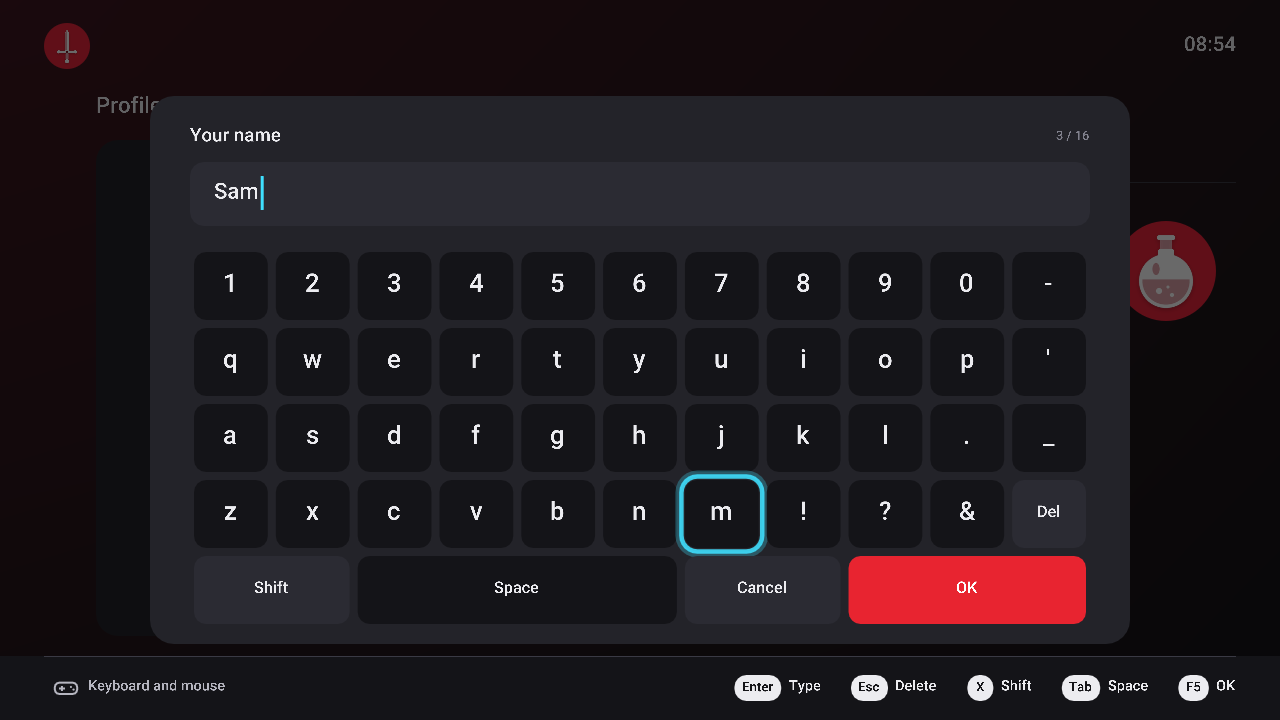 08:54
Profile
Your name
3 / 16
Sam
1 2 3 4 5 6 7 8 9 0 -
q w e r t y u i o p '
a s d f g h j k l . _
z x c v b n m ! ? & Del
Shift Space Cancel OK
Keyboard and mouse Enter Type Esc Delete X Shift Tab Space F5 OK